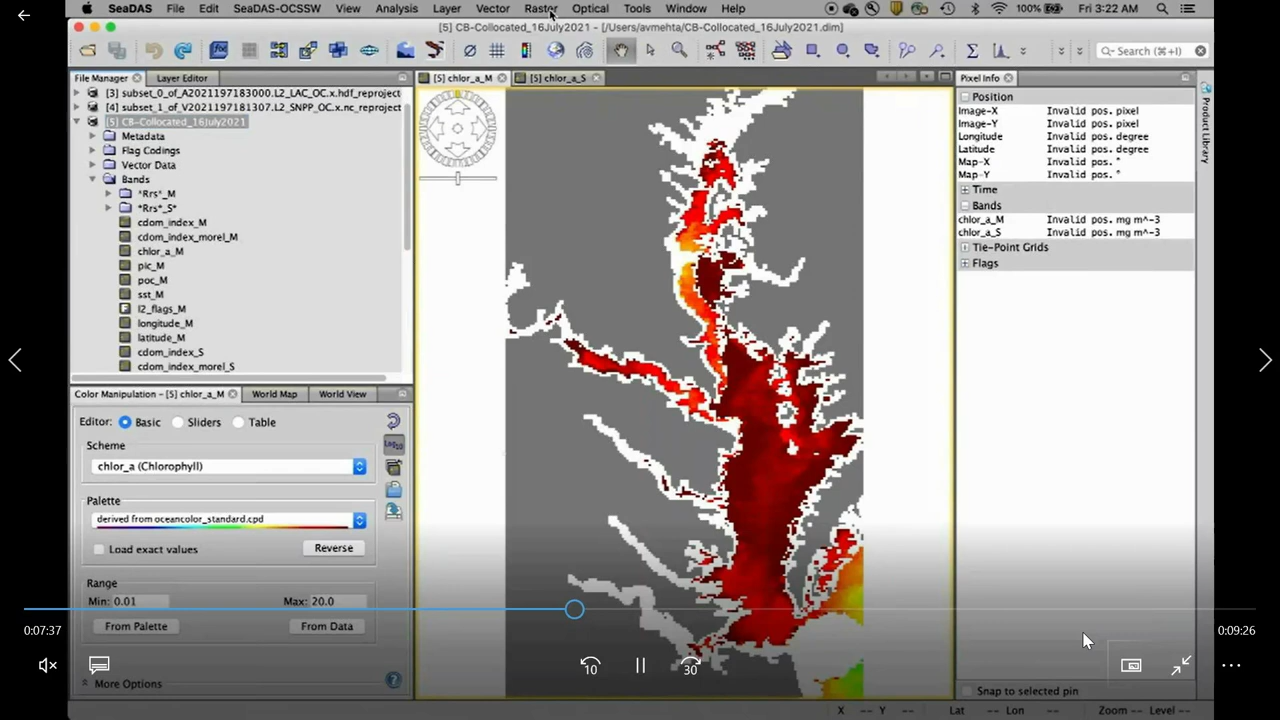 SeaDAS File Edit SeaDAS-OCSSW View Analysis Layer Vector Raster Optical Tools Window Help 100% Fri 3:22 AM
[5] CB-Collocated_16July2021 - [/Users/avmehta/CB-Collocated_16July2021.dim]
Search (⌘+I)
File Manager Layer Editor
[3] subset_0_of_A2021197183000.L2_LAC_OC.x.hdf_reproject
[4] subset_1_of_V2021197181307.L2_SNPP_OC.x.nc_reproject
[5] CB-Collocated_16July2021
Metadata
Flag Codings
Vector Data
Bands
*Rrs*_M
*Rrs*_S*
cdom_index_M
cdom_index_morel_M
chlor_a_M
pic_M
poc_M
sst_M
l2_flags_M
longitude_M
latitude_M
cdom_index_S
cdom_index_morel_S
[5] chlor_a_M [5] chlor_a_S
Pixel Info
Position
Image-X Invalid pos. pixel
Image-Y Invalid pos. pixel
Longitude Invalid pos. degree
Latitude Invalid pos. degree
Map-X Invalid pos. °
Map-Y Invalid pos. °
Time
Bands
chlor_a_M Invalid pos. mg m^-3
chlor_a_S Invalid pos. mg m^-3
Tie-Point Grids
Flags
Product Library
Color Manipulation - [5] chlor_a_M World Map World View
Editor: Basic Sliders Table
Scheme
chlor_a (Chlorophyll)
Palette
derived from oceancolor_standard.cpd
Load exact values Reverse
Range
Min: 0.01 Max: 20.0
From Palette From Data
More Options
Snap to selected pin
X -- Y -- Lat -- Lon -- Zoom -- Level --
0:07:37 0:09:26
10 30